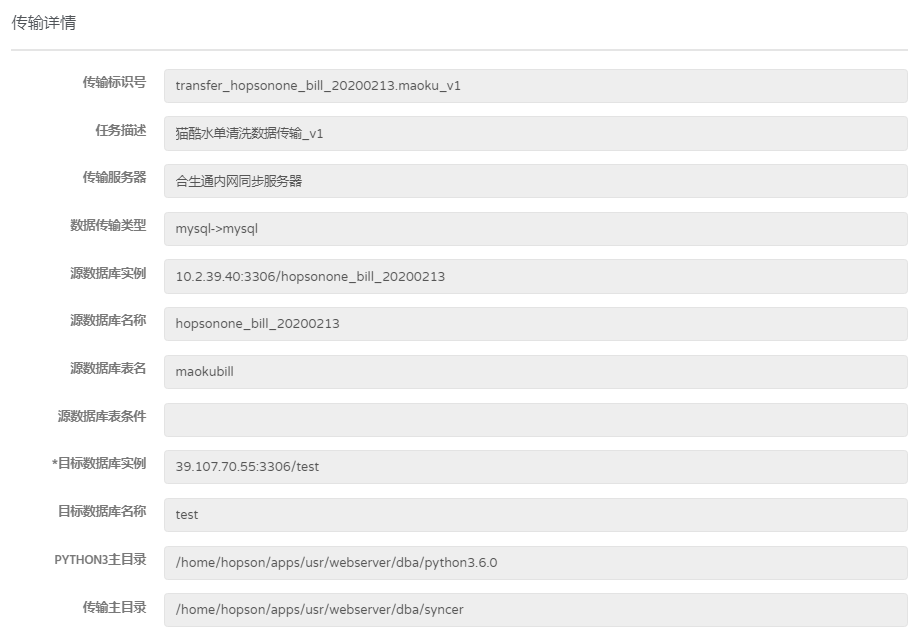 传输详情
传输标识号 transfer_hopsonone_bill_20200213.maoku_v1
任务描述 猫酷水单清洗数据传输_v1
传输服务器 合生通内网同步服务器
数据传输类型 mysql->mysql
源数据库实例 10.2.39.40:3306/hopsonone_bill_20200213
源数据库名称 hopsonone_bill_20200213
源数据库表名 maokubill
源数据库表条件
*目标数据库实例 39.107.70.55:3306/test
目标数据库名称 test
PYTHON3主目录 /home/hopson/apps/usr/webserver/dba/python3.6.0
传输主目录 /home/hopson/apps/usr/webserver/dba/syncer